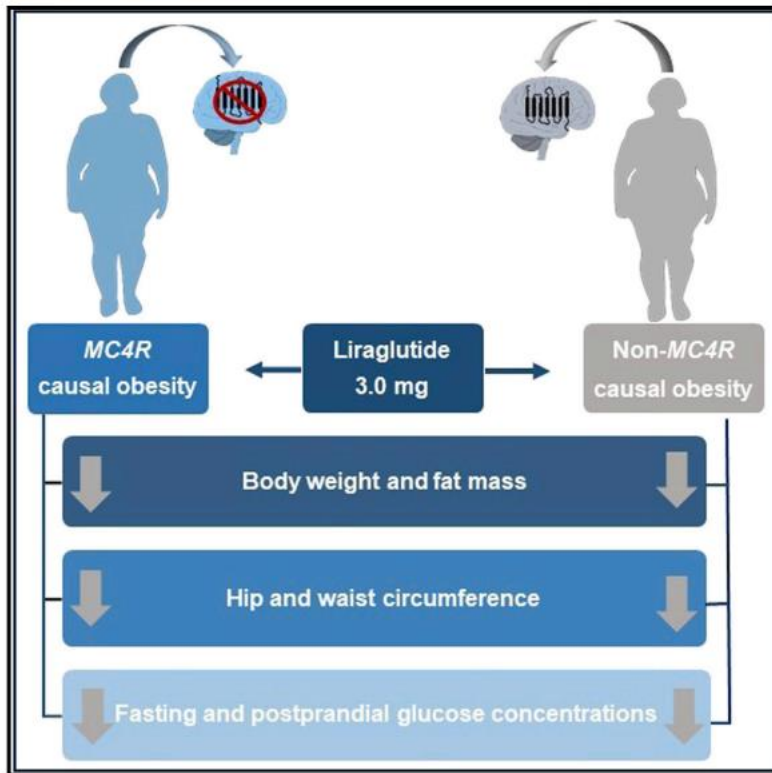 MC4R
causal obesity
Liraglutide
3.0 mg
Non-MC4R
causal obesity
Body weight and fat mass
Hip and waist circumference
Fasting and postprandial glucose concentrations